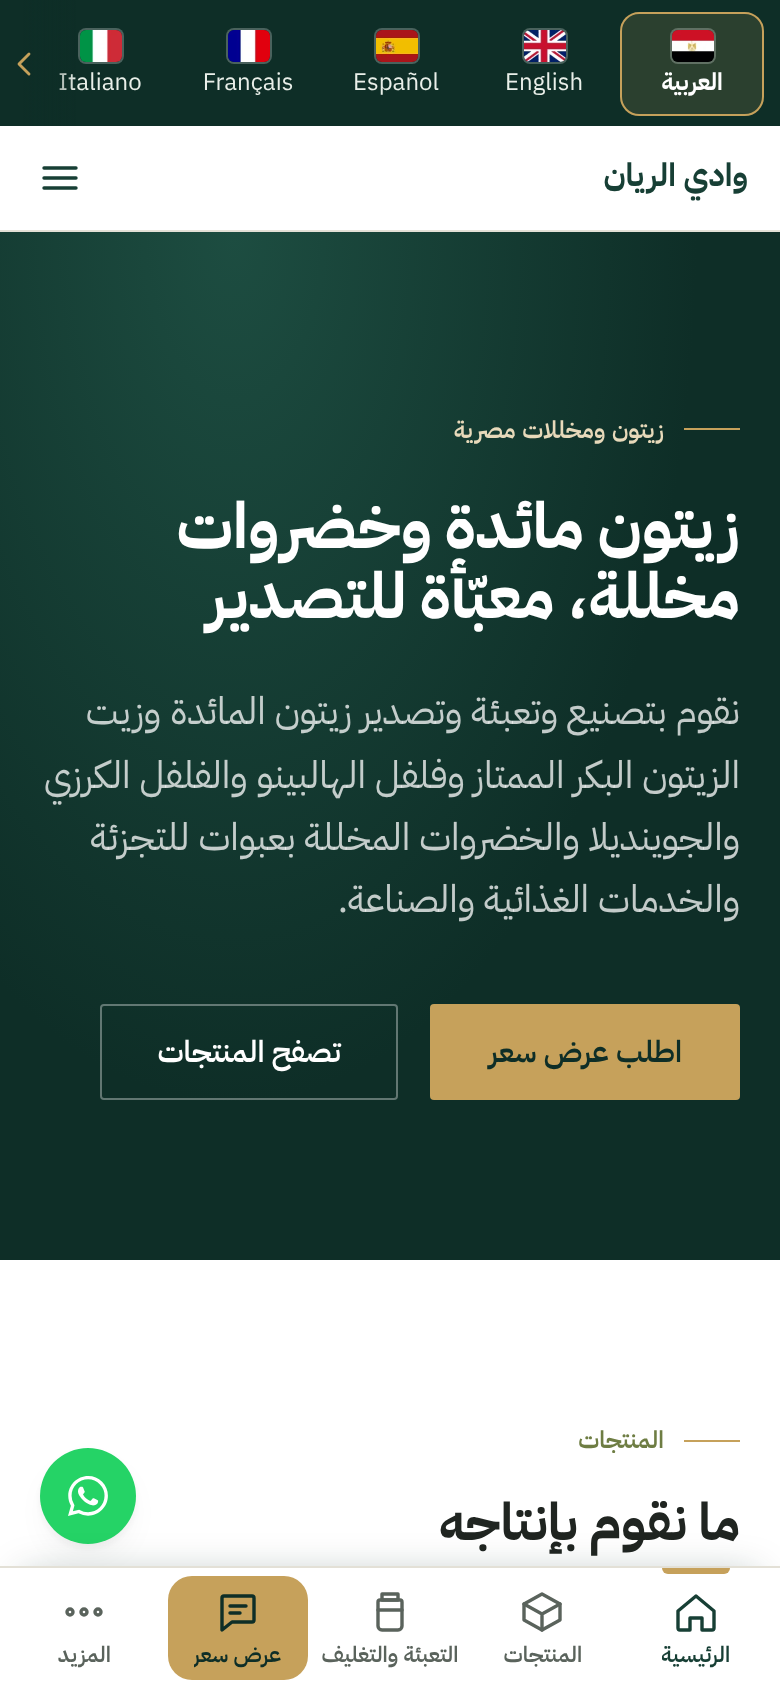 العربية
English
Español
Français
Italiano
وادي الريان
زيتون ومخللات مصرية
زيتون مائدة وخضروات
مخللة، معبّأة للتصدير
نقوم بتصنيع وتعبئة وتصدير زيتون المائدة وزيت
الزيتون البكر الممتاز وفلفل الهالبينو والفلفل الكرزي
والجوينديلا والخضروات المخللة بعبوات للتجزئة
والخدمات الغذائية والصناعة.
اطلب عرض سعر
تصفح المنتجات
المنتجات
ما نقوم بإنتاجه
الرئيسية
المنتجات
التعبئة والتغليف
عرض سعر
المزيد